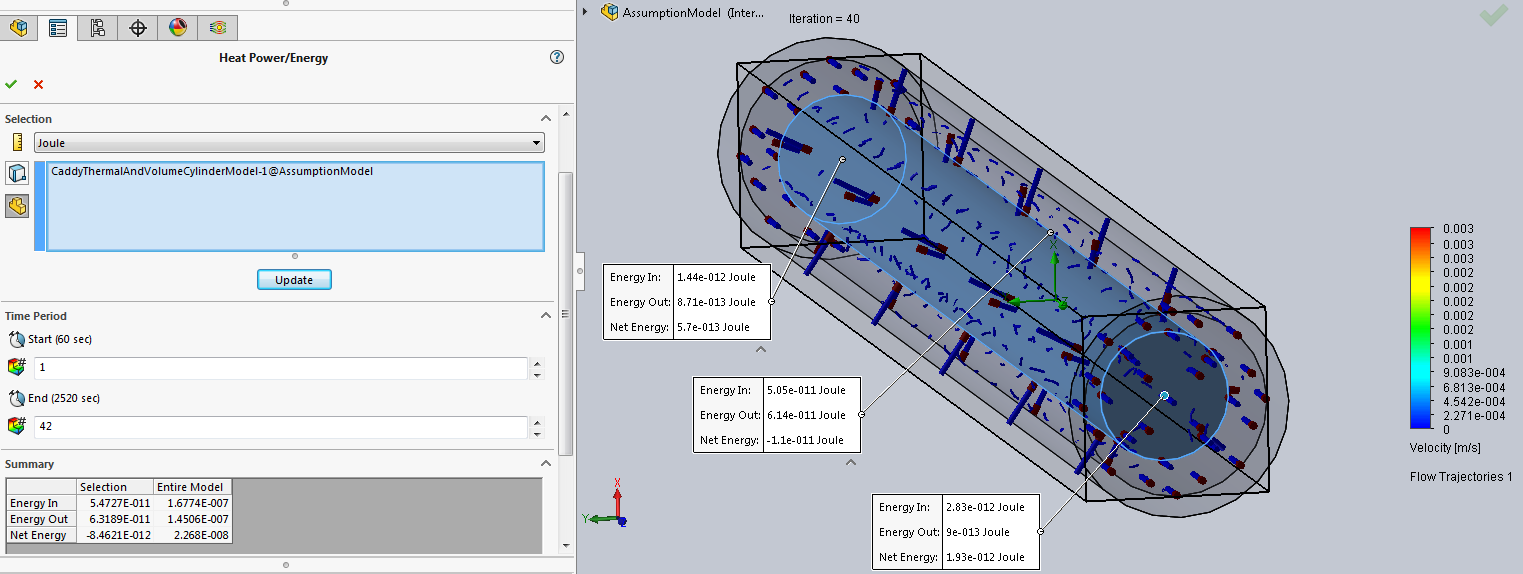 Heat Power/Energy
?
Selection
Joule
CaddyThermalAndVolumeCylinderModel-1@AssumptionModel
Update
Time Period
Start (60 sec)
1
End (2520 sec)
42
Summary
Selection Entire Model
Energy In 5.4727E-011 1.6774E-007
Energy Out 6.3189E-011 1.4506E-007
Net Energy -8.4621E-012 2.268E-008
AssumptionModel (Inter...
Iteration = 40
Energy In: 1.44e-012 Joule
Energy Out: 8.71e-013 Joule
Net Energy: 5.7e-013 Joule
Energy In: 5.05e-011 Joule
Energy Out: 6.14e-011 Joule
Net Energy: -1.1e-011 Joule
Energy In: 2.83e-012 Joule
Energy Out: 9e-013 Joule
Net Energy: 1.93e-012 Joule
X
Y
Z
X
Z
0.003
0.003
0.003
0.002
0.002
0.002
0.002
0.002
0.001
0.001
9.083e-004
6.813e-004
4.542e-004
2.271e-004
0
Velocity [m/s]
Flow Trajectories 1